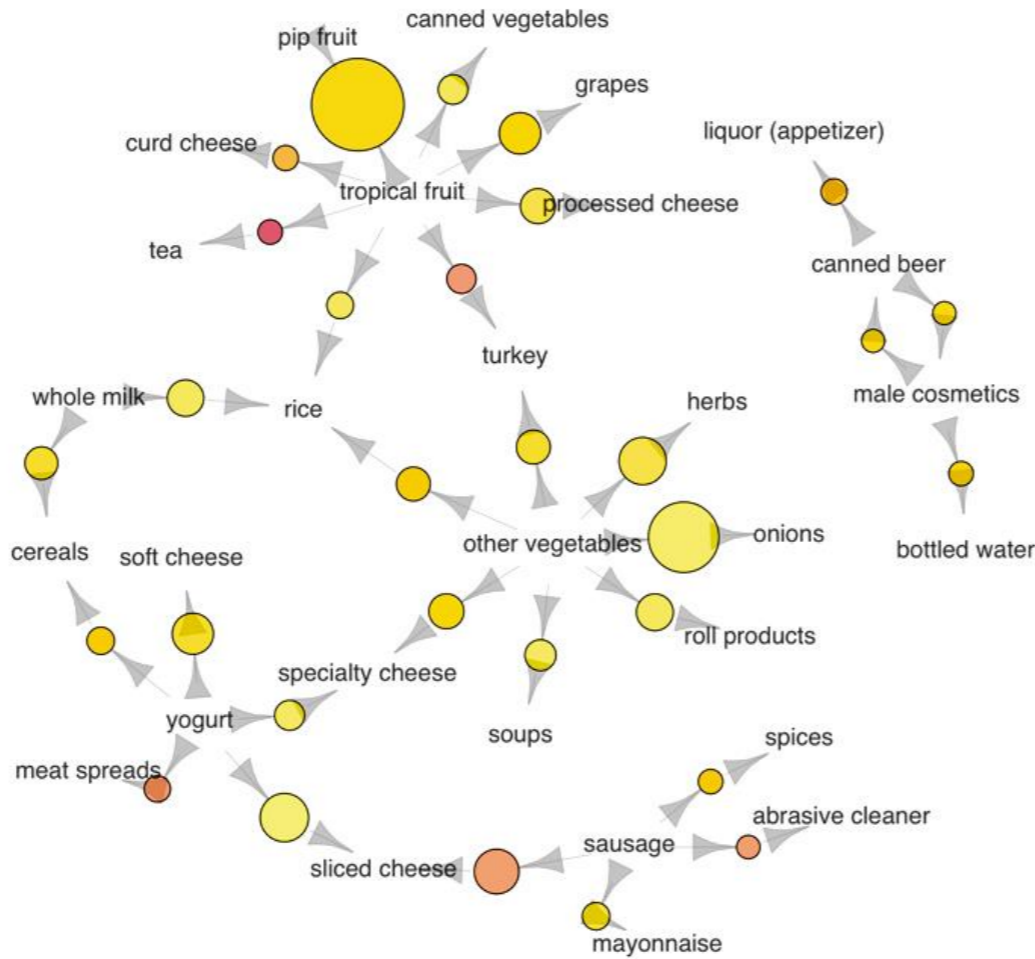 canned vegetables
pip fruit
grapes
liquor (appetizer)
curd cheese
tropical fruit
processed cheese
tea
canned beer
turkey
whole milk
rice
herbs
male cosmetics
cereals
soft cheese
other vegetables
onions
bottled water
roll products
specialty cheese
yogurt
soups
spices
meat spreads
abrasive cleaner
sausage
sliced cheese
mayonnaise